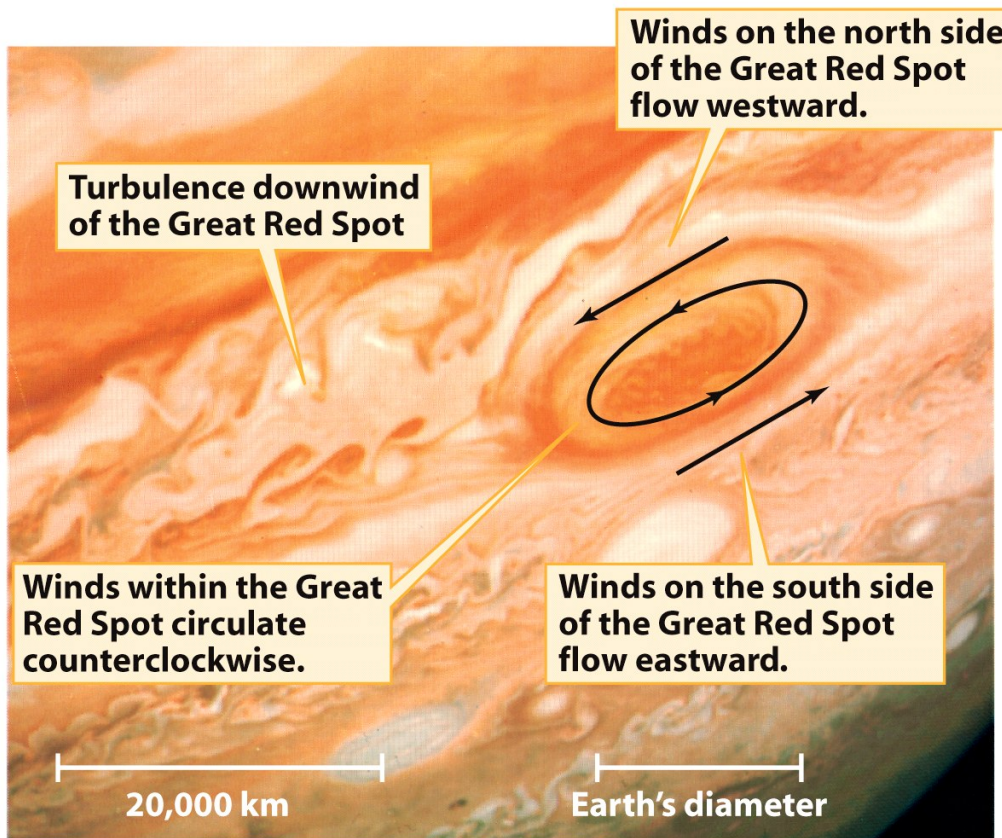 Winds on the north side
of the Great Red Spot
flow westward.
Turbulence downwind
of the Great Red Spot
Winds within the Great
Red Spot circulate
counterclockwise.
Winds on the south side
of the Great Red Spot
flow eastward.
20,000 km
Earth's diameter